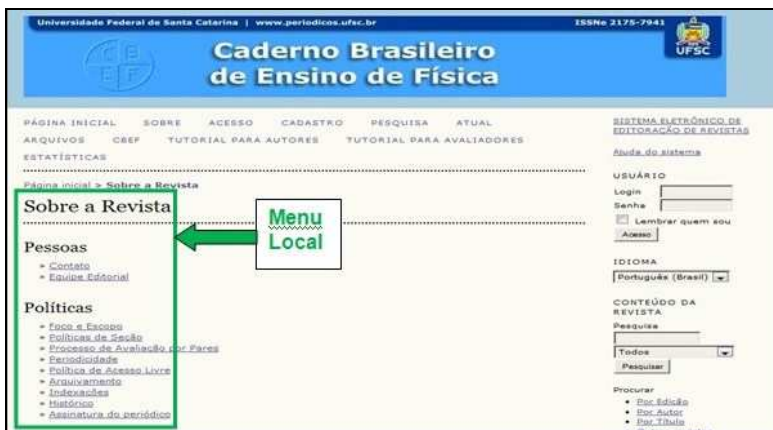 Universidade Federal de Santa Catarina | www.periodicos.ufsc.br
ISSNe 2175-7941
Caderno Brasileiro
de Ensino de Física
UFSC
PÁGINA INICIAL SOBRE ACESSO CADASTRO PESQUISA ATUAL
ARQUIVOS CBEF TUTORIAL PARA AUTORES TUTORIAL PARA AVALIADORES
ESTATÍSTICAS
Página inicial > Sobre a Revista
Sobre a Revista
Menu
Local
Pessoas
» Contato
» Equipe Editorial
Políticas
» Foco e Escopo
» Políticas de Seção
» Processo de Avaliação por Pares
» Periodicidade
» Política de Acesso Livre
» Arquivamento
» Indexações
» Histórico
» Assinatura do periódico
SISTEMA ELETRÔNICO DE
EDITORAÇÃO DE REVISTAS
Ajuda do sistema
USUÁRIO
Login
Senha
Lembrar quem sou
Acesso
IDIOMA
Português (Brasil)
CONTEÚDO DA
REVISTA
Pesquisa
Todos
Pesquisar
Procurar
• Por Edição
• Por Autor
• Por Título